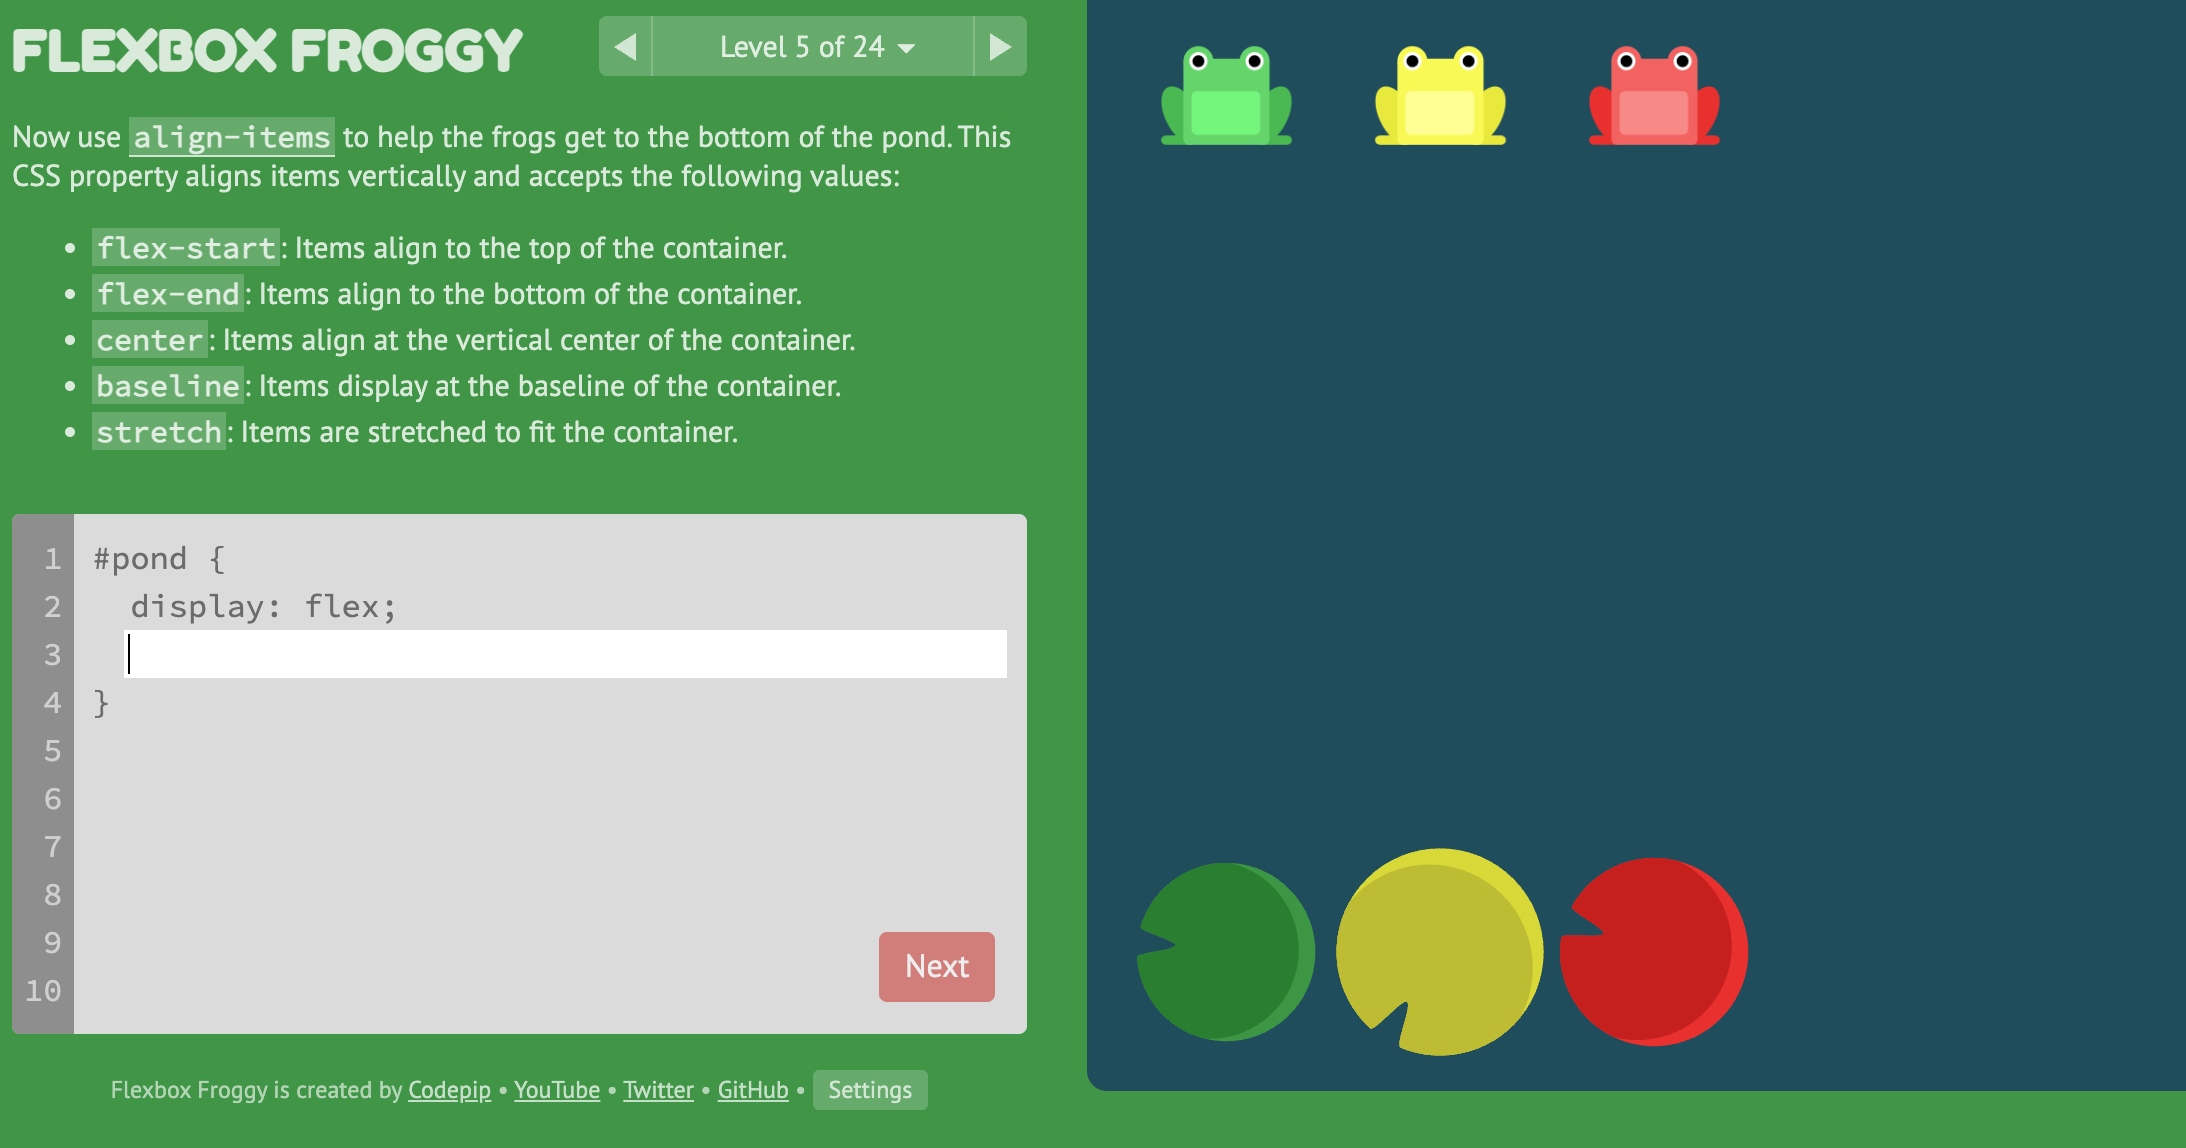 FLEXBOX FROGGY
Level 5 of 24
Now use align-items to help the frogs get to the bottom of the pond. This
CSS property aligns items vertically and accepts the following values:
• flex-start: Items align to the top of the container.
• flex-end: Items align to the bottom of the container.
• center: Items align at the vertical center of the container.
• baseline: Items display at the baseline of the container.
• stretch: Items are stretched to fit the container.
1 #pond {
2 display: flex;
3
4 }
5
6
7
8
9
Next
10
Flexbox Froggy is created by Codepip • YouTube • Twitter • GitHub • Settings